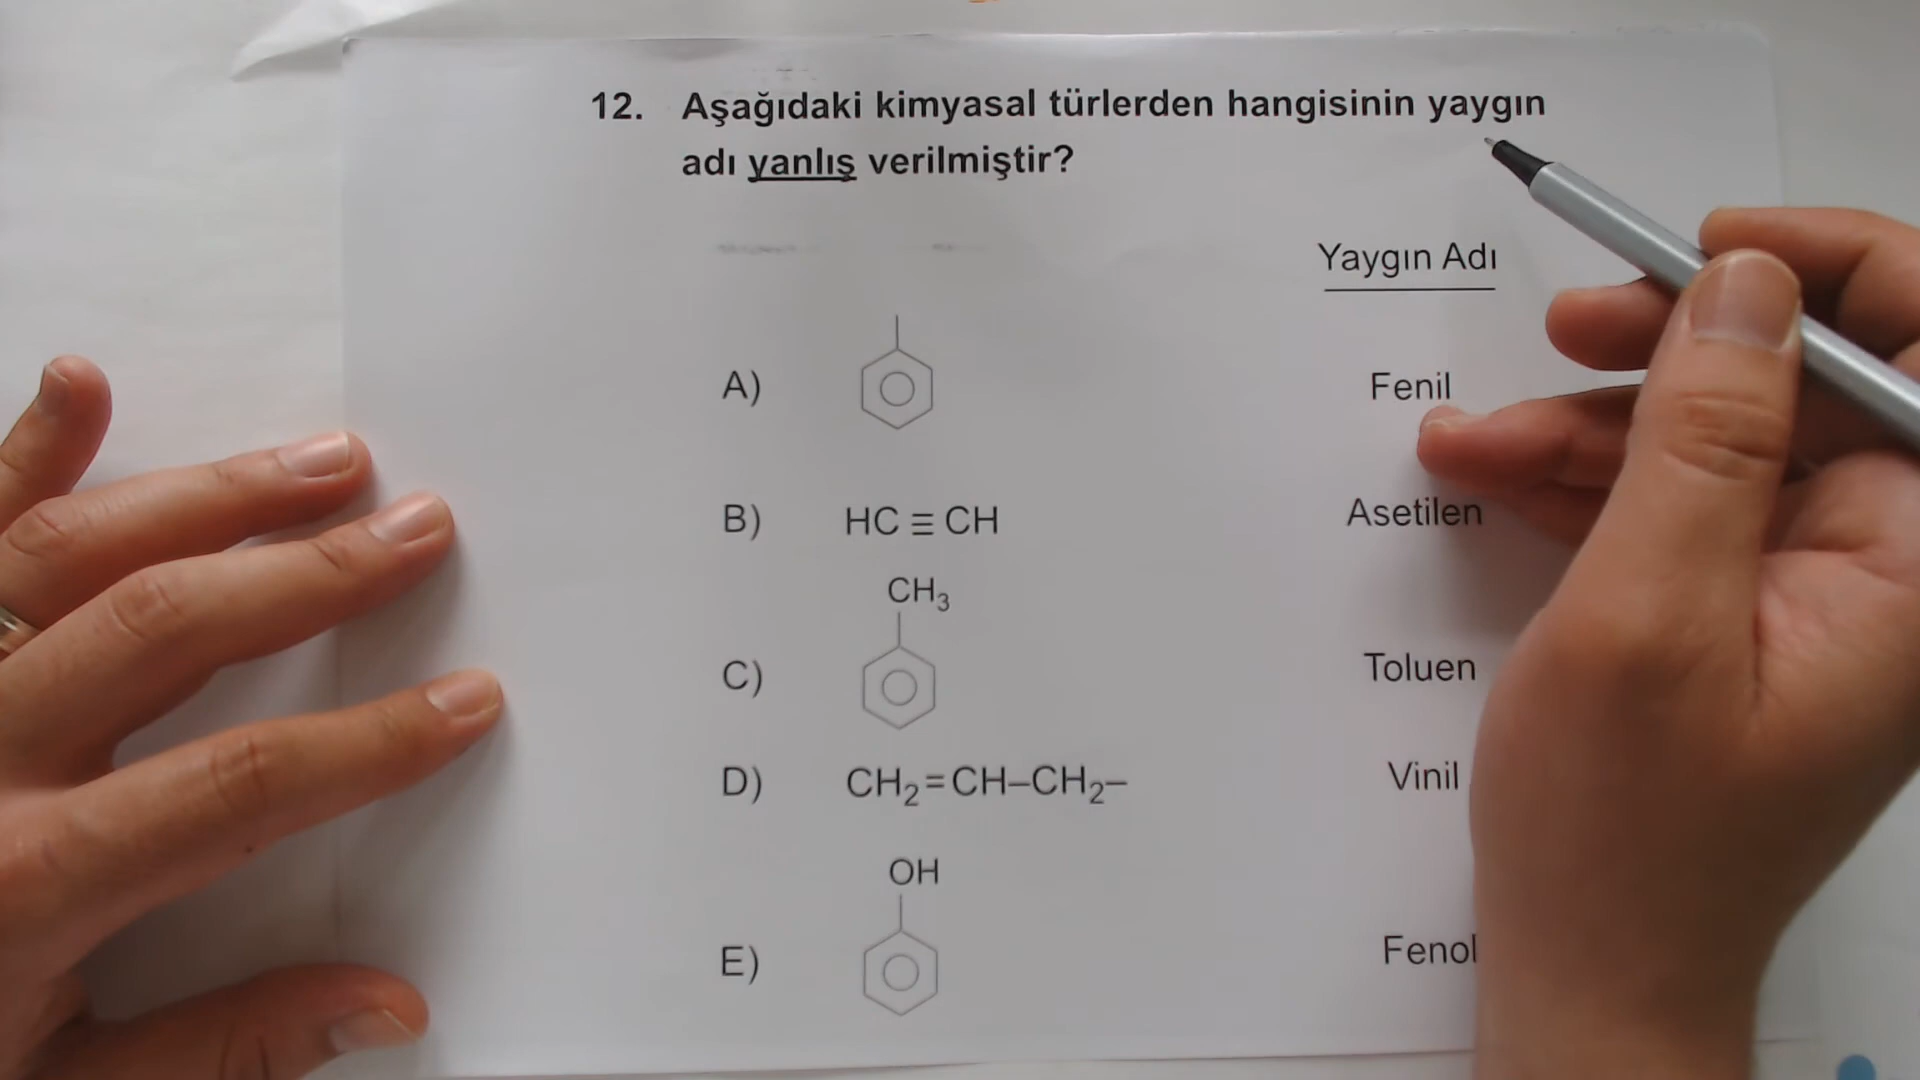 12. Aşağıdaki kimyasal türlerden hangisinin yaygın
adı yanlış verilmiştir?
Yaygın Adı
A) Fenil
B) HC≡CH Asetilen
CH₃
C) Toluen
D) CH₂=CH–CH₂– Vinil
OH
E) Fenol